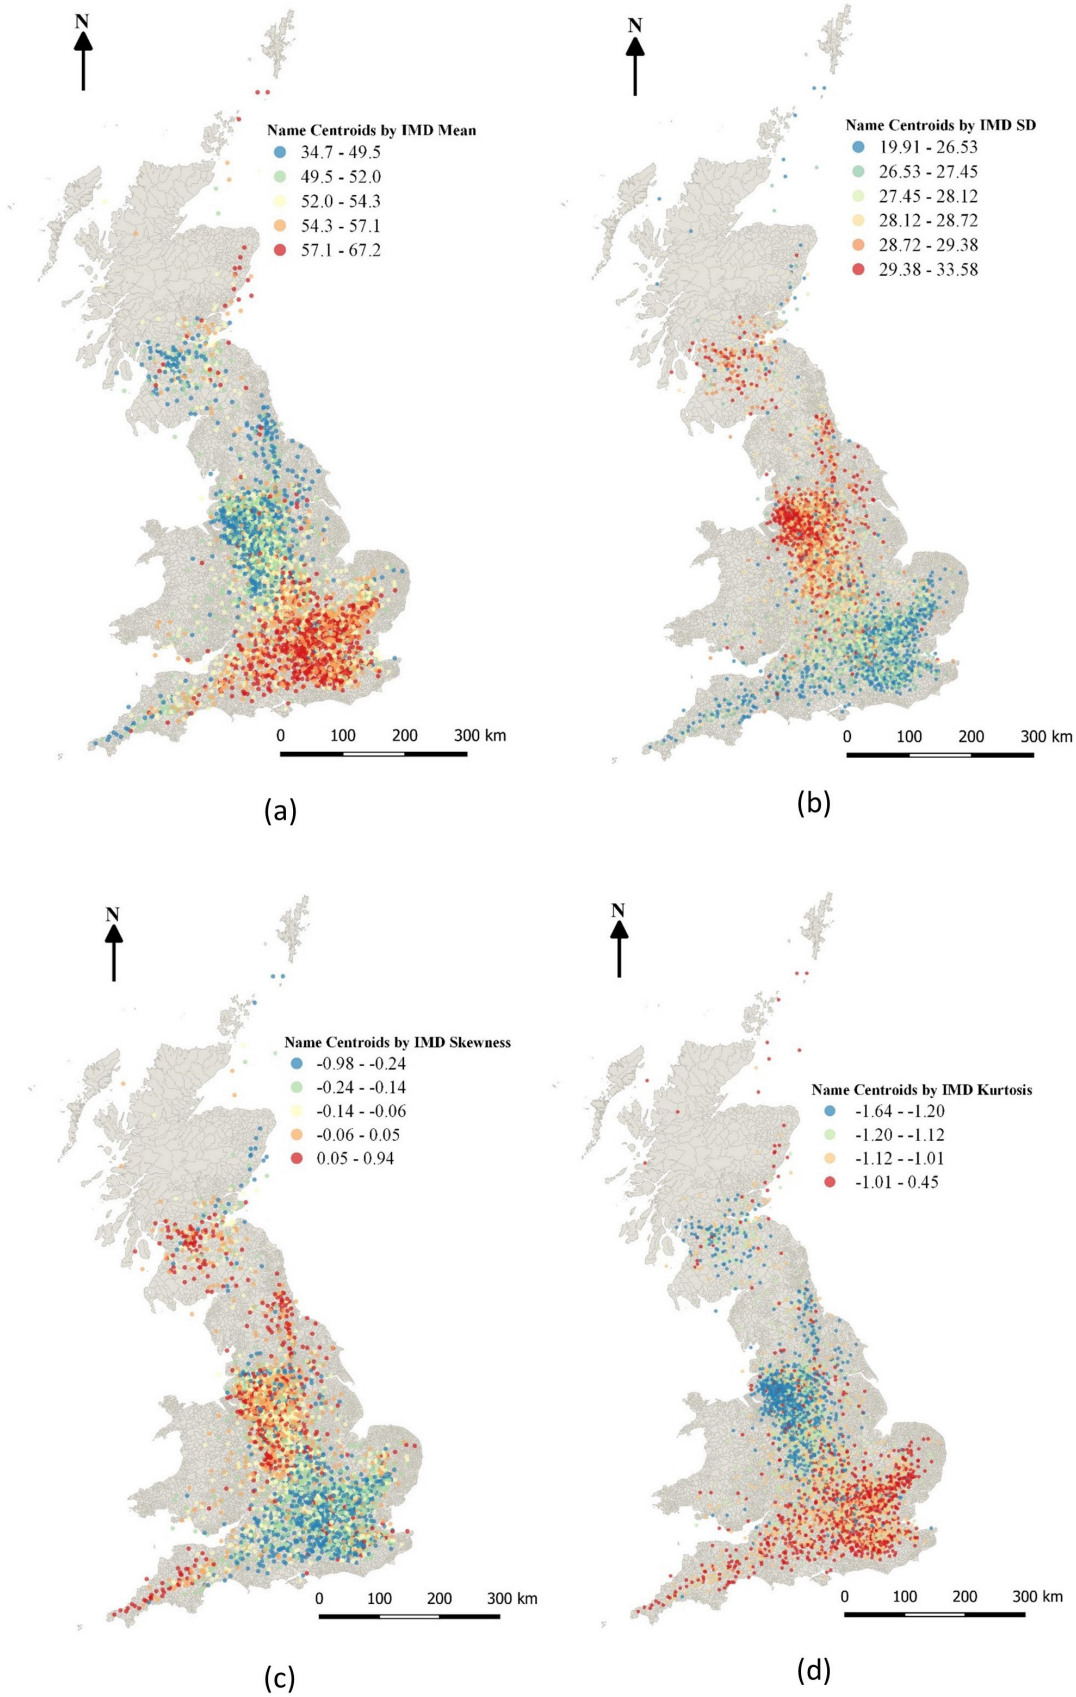 N
Name Centroids by IMD Mean
34.7 - 49.5
49.5 - 52.0
52.0 - 54.3
54.3 - 57.1
57.1 - 67.2
0 100 200 300 km
(a)
N
Name Centroids by IMD SD
19.91 - 26.53
26.53 - 27.45
27.45 - 28.12
28.12 - 28.72
28.72 - 29.38
29.38 - 33.58
0 100 200 300 km
(b)
N
Name Centroids by IMD Skewness
-0.98 - -0.24
-0.24 - -0.14
-0.14 - -0.06
-0.06 - 0.05
0.05 - 0.94
0 100 200 300 km
(c)
N
Name Centroids by IMD Kurtosis
-1.64 - -1.20
-1.20 - -1.12
-1.12 - -1.01
-1.01 - 0.45
0 100 200 300 km
(d)